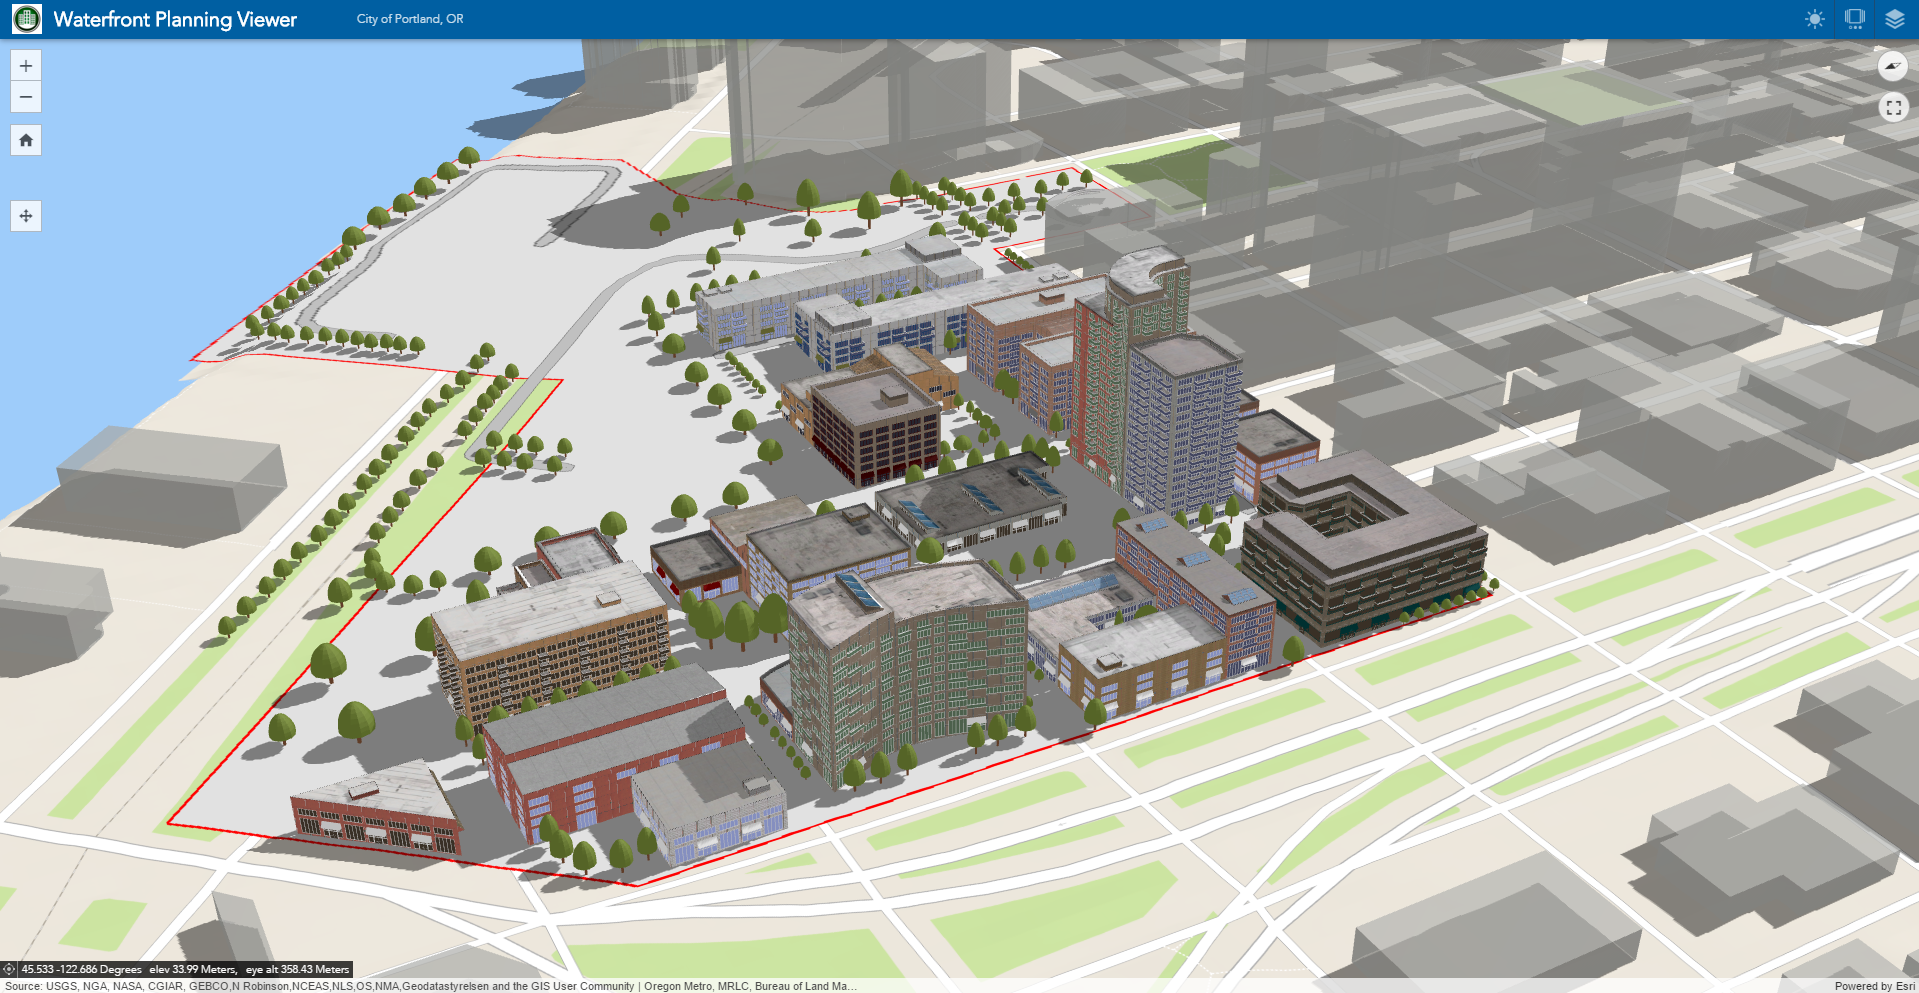 Waterfront Planning Viewer
City of Portland, OR
45.533 -122.686 Degrees elev 33.99 Meters, eye alt 358.43 Meters
Source: USGS, NGA, NASA, CGIAR, GEBCO,N Robinson,NCEAS,NLS,OS,NMA,Geodatastyrelsen and the GIS User Community | Oregon Metro, MRLC, Bureau of Land Ma...
Powered by Esri